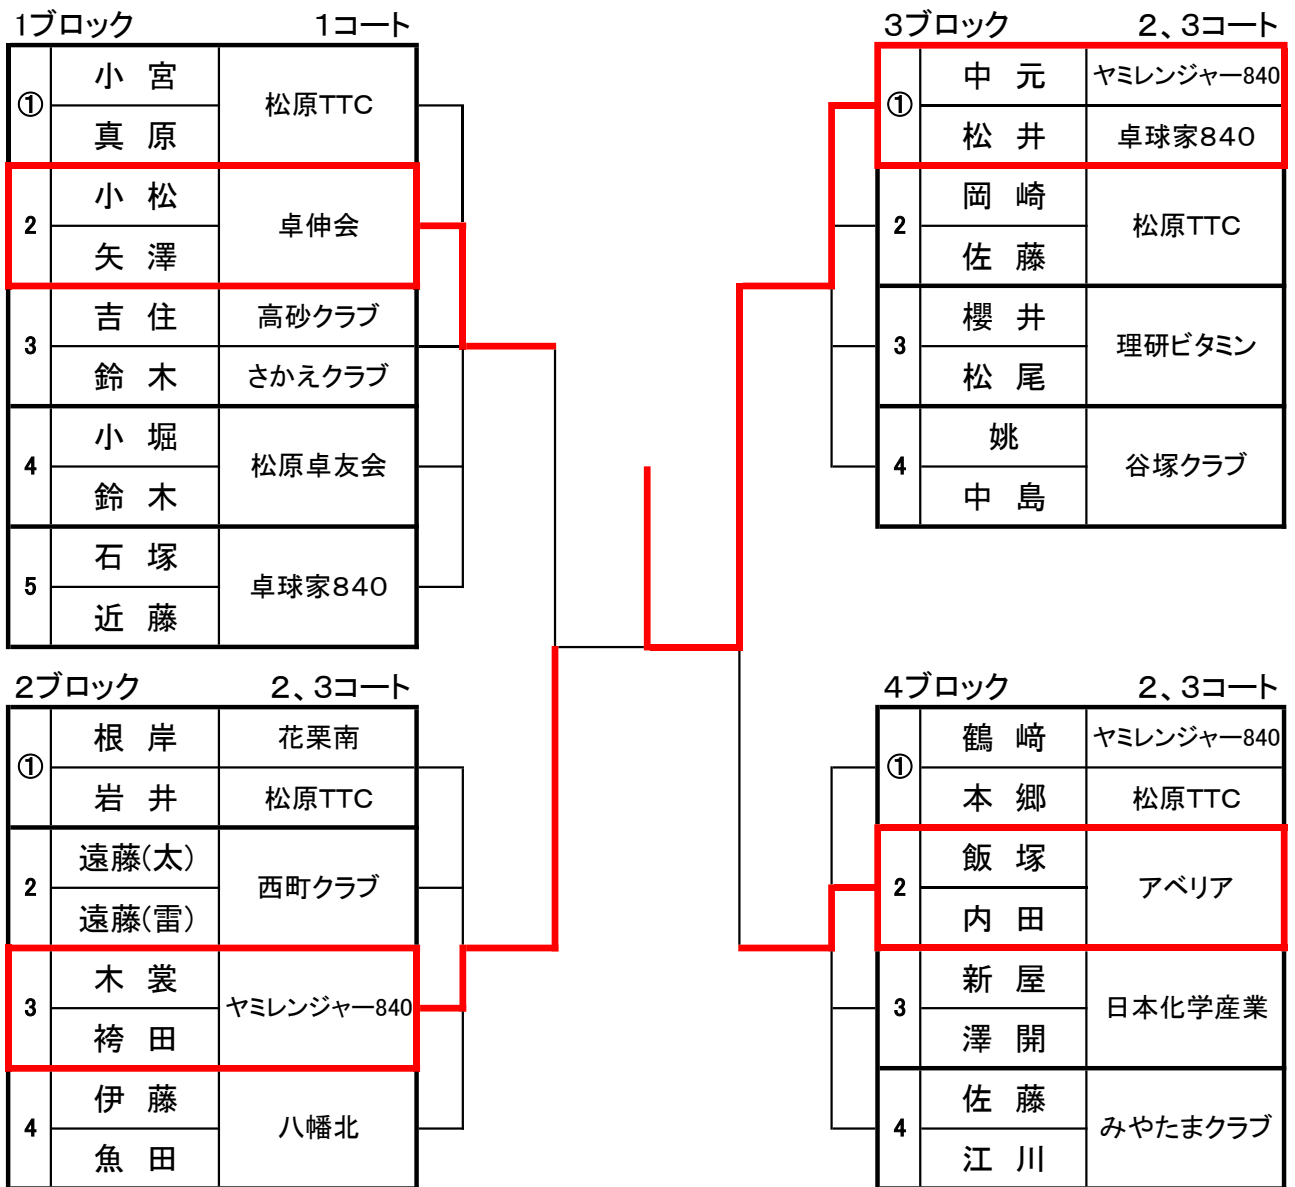 1ブロック 1コート
① 小 宮 松原TTC
真 原
2 小 松 卓伸会
矢 澤
3 吉 住 高砂クラブ
鈴 木 さかえクラブ
4 小 堀 松原卓友会
鈴 木
5 石 塚 卓球家840
近 藤
2ブロック 2、3コート
① 根 岸 花栗南
岩 井 松原TTC
2 遠藤(太) 西町クラブ
遠藤(雷)
3 木 裳 ヤミレンジャー840
袴 田
4 伊 藤 八幡北
魚 田
3ブロック 2、3コート
① 中 元 ヤミレンジャー840
松 井 卓球家840
2 岡 崎 松原TTC
佐 藤
3 櫻 井 理研ビタミン
松 尾
4 姚 谷塚クラブ
中 島
4ブロック 2、3コート
① 鶴 﨑 ヤミレンジャー840
本 郷 松原TTC
2 飯 塚 アベリア
内 田
3 新 屋 日本化学産業
澤 開
4 佐 藤 みやたまクラブ
江 川